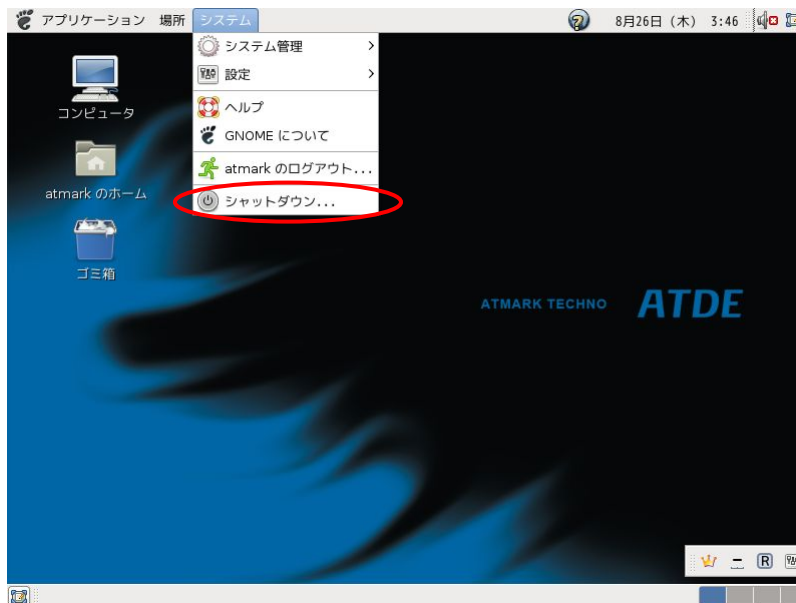 アプリケーション 場所 システム
8月26日（木） 3:46
システム管理
設定
ヘルプ
GNOME について
atmark のログアウト...
シャットダウン...
コンピュータ
atmark のホーム
ゴミ箱
ATMARK TECHNO ATDE
R